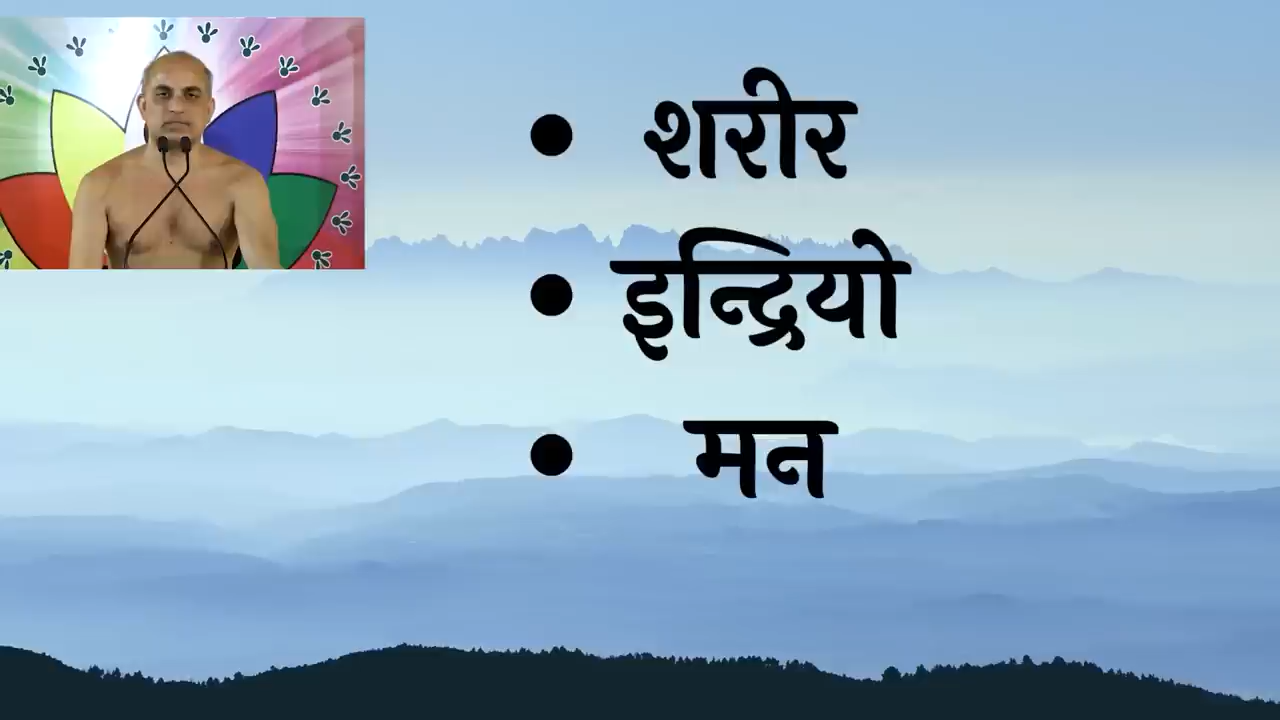 • शरीर
• इन्द्रियो
• मन